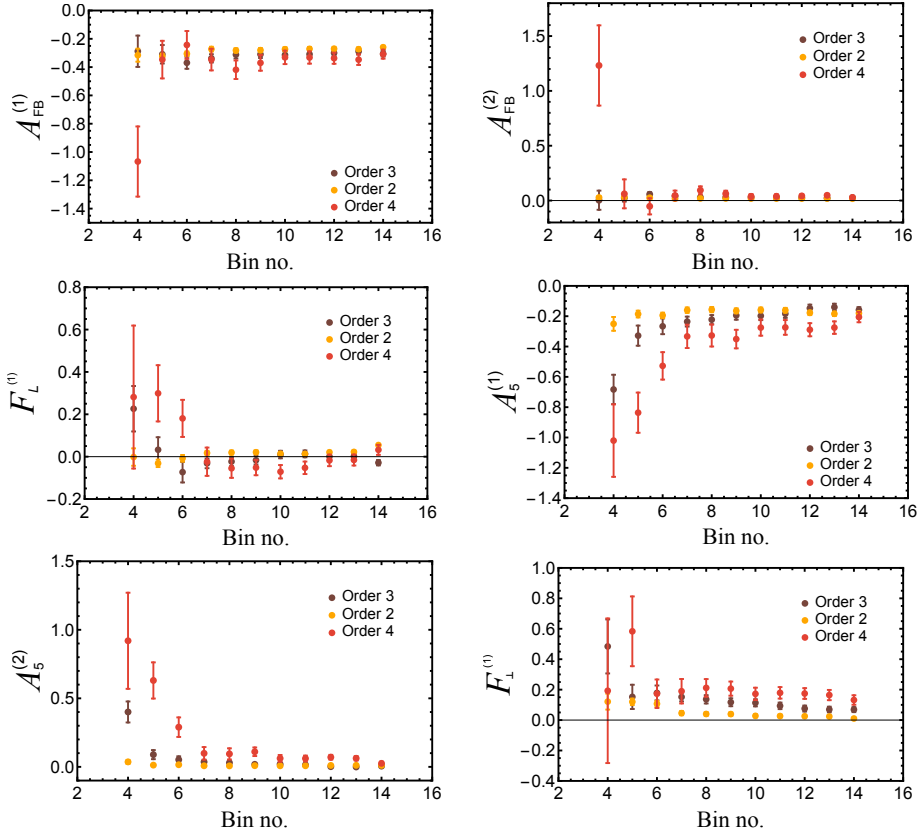 0.0
−0.2
−0.4
−0.6
−0.8
−1.0
−1.2
−1.4
A_FB^(1)
Order 3
Order 2
Order 4
2 4 6 8 10 12 14 16
Bin no.
1.5
1.0
0.5
0.0
A_FB^(2)
Order 3
Order 2
Order 4
2 4 6 8 10 12 14 16
Bin no.
0.8
0.6
0.4
0.2
0.0
−0.2
F_L^(1)
Order 3
Order 2
Order 4
2 4 6 8 10 12 14 16
Bin no.
0.0
−0.2
−0.4
−0.6
−0.8
−1.0
−1.2
−1.4
A_5^(1)
Order 3
Order 2
Order 4
2 4 6 8 10 12 14 16
Bin no.
1.5
1.0
0.5
0.0
A_5^(2)
Order 3
Order 2
Order 4
2 4 6 8 10 12 14 16
Bin no.
1.0
0.8
0.6
0.4
0.2
0.0
−0.2
−0.4
F_⊥^(1)
Order 3
Order 2
Order 4
2 4 6 8 10 12 14 16
Bin no.